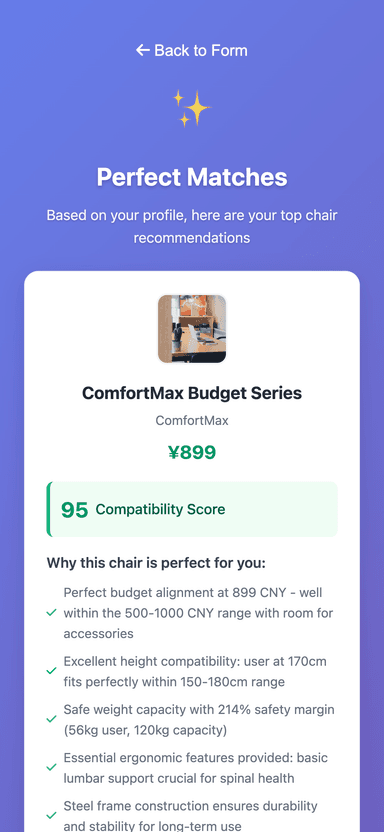 ← Back to Form
Perfect Matches
Based on your profile, here are your top chair
recommendations
ComfortMax Budget Series
ComfortMax
¥899
95 Compatibility Score
Why this chair is perfect for you:
Perfect budget alignment at 899 CNY - well
within the 500-1000 CNY range with room for
accessories
Excellent height compatibility: user at 170cm
fits perfectly within 150-180cm range
Safe weight capacity with 214% safety margin
(56kg user, 120kg capacity)
Essential ergonomic features provided: basic
lumbar support crucial for spinal health
Steel frame construction ensures durability
and stability for long-term use